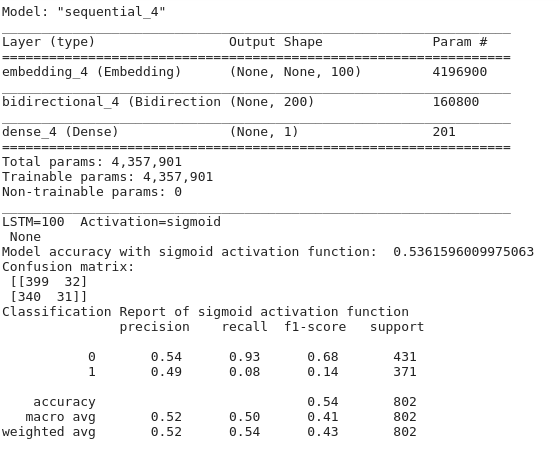 Model: "sequential_4"
_________________________________________________________________
Layer (type)                 Output Shape              Param #
=================================================================
embedding_4 (Embedding)      (None, None, 100)         4196900
_________________________________________________________________
bidirectional_4 (Bidirection (None, 200)               160800
_________________________________________________________________
dense_4 (Dense)              (None, 1)                 201
=================================================================
Total params: 4,357,901
Trainable params: 4,357,901
Non-trainable params: 0
_________________________________________________________________
LSTM=100  Activation=sigmoid
 None
Model accuracy with sigmoid activation function:  0.5361596009975063
Confusion matrix:
 [[399  32]
 [340  31]]
Classification Report of sigmoid activation function
               precision    recall  f1-score   support

           0       0.54      0.93      0.68       431
           1       0.49      0.08      0.14       371

    accuracy                           0.54       802
   macro avg       0.52      0.50      0.41       802
weighted avg       0.52      0.54      0.43       802